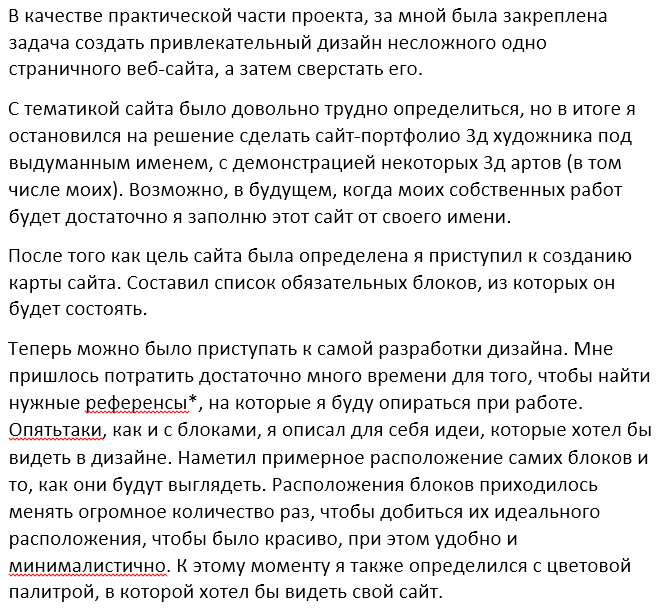 В качестве практической части проекта, за мной была закреплена
задача создать привлекательный дизайн несложного одно
страничного веб-сайта, а затем сверстать его.
С тематикой сайта было довольно трудно определиться, но в итоге я
остановился на решение сделать сайт-портфолио 3д художника под
выдуманным именем, с демонстрацией некоторых 3д артов (в том
числе моих). Возможно, в будущем, когда моих собственных работ
будет достаточно я заполню этот сайт от своего имени.
После того как цель сайта была определена я приступил к созданию
карты сайта. Составил список обязательных блоков, из которых он
будет состоять.
Теперь можно было приступать к самой разработки дизайна. Мне
пришлось потратить достаточно много времени для того, чтобы найти
нужные референсы*, на которые я буду опираться при работе.
Опятьтаки, как и с блоками, я описал для себя идеи, которые хотел бы
видеть в дизайне. Наметил примерное расположение самих блоков и
то, как они будут выглядеть. Расположения блоков приходилось
менять огромное количество раз, чтобы добиться их идеального
расположения, чтобы было красиво, при этом удобно и
минималистично. К этому моменту я также определился с цветовой
палитрой, в которой хотел бы видеть свой сайт.